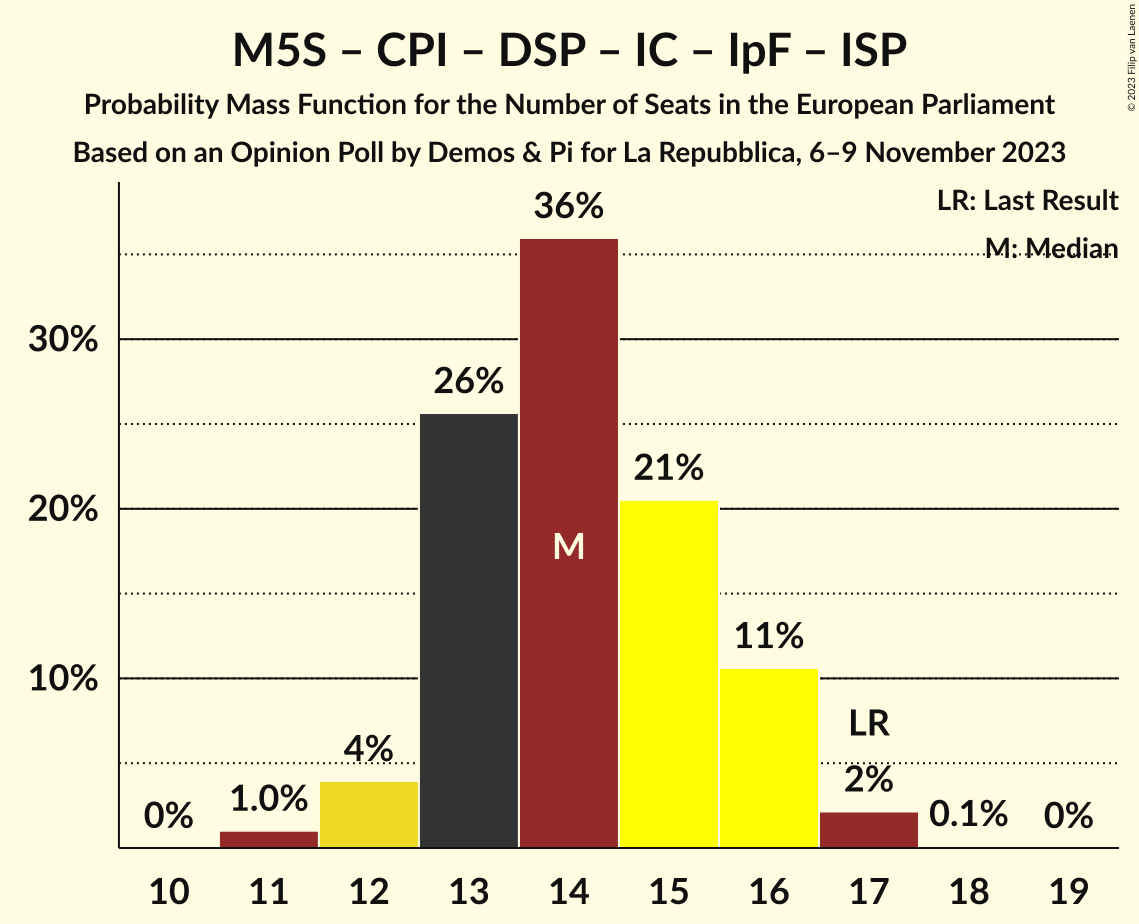 M5S – CPI – DSP – IC – IpF – ISP
Probability Mass Function for the Number of Seats in the European Parliament
Based on an Opinion Poll by Demos & Pi for La Repubblica, 6–9 November 2023
© 2023 Filip van Laenen
LR: Last Result
M: Median
30%
20%
10%
0%
1.0%
4%
26%
36%
M
21%
11%
LR
2%
0.1%
0%
10 11 12 13 14 15 16 17 18 19